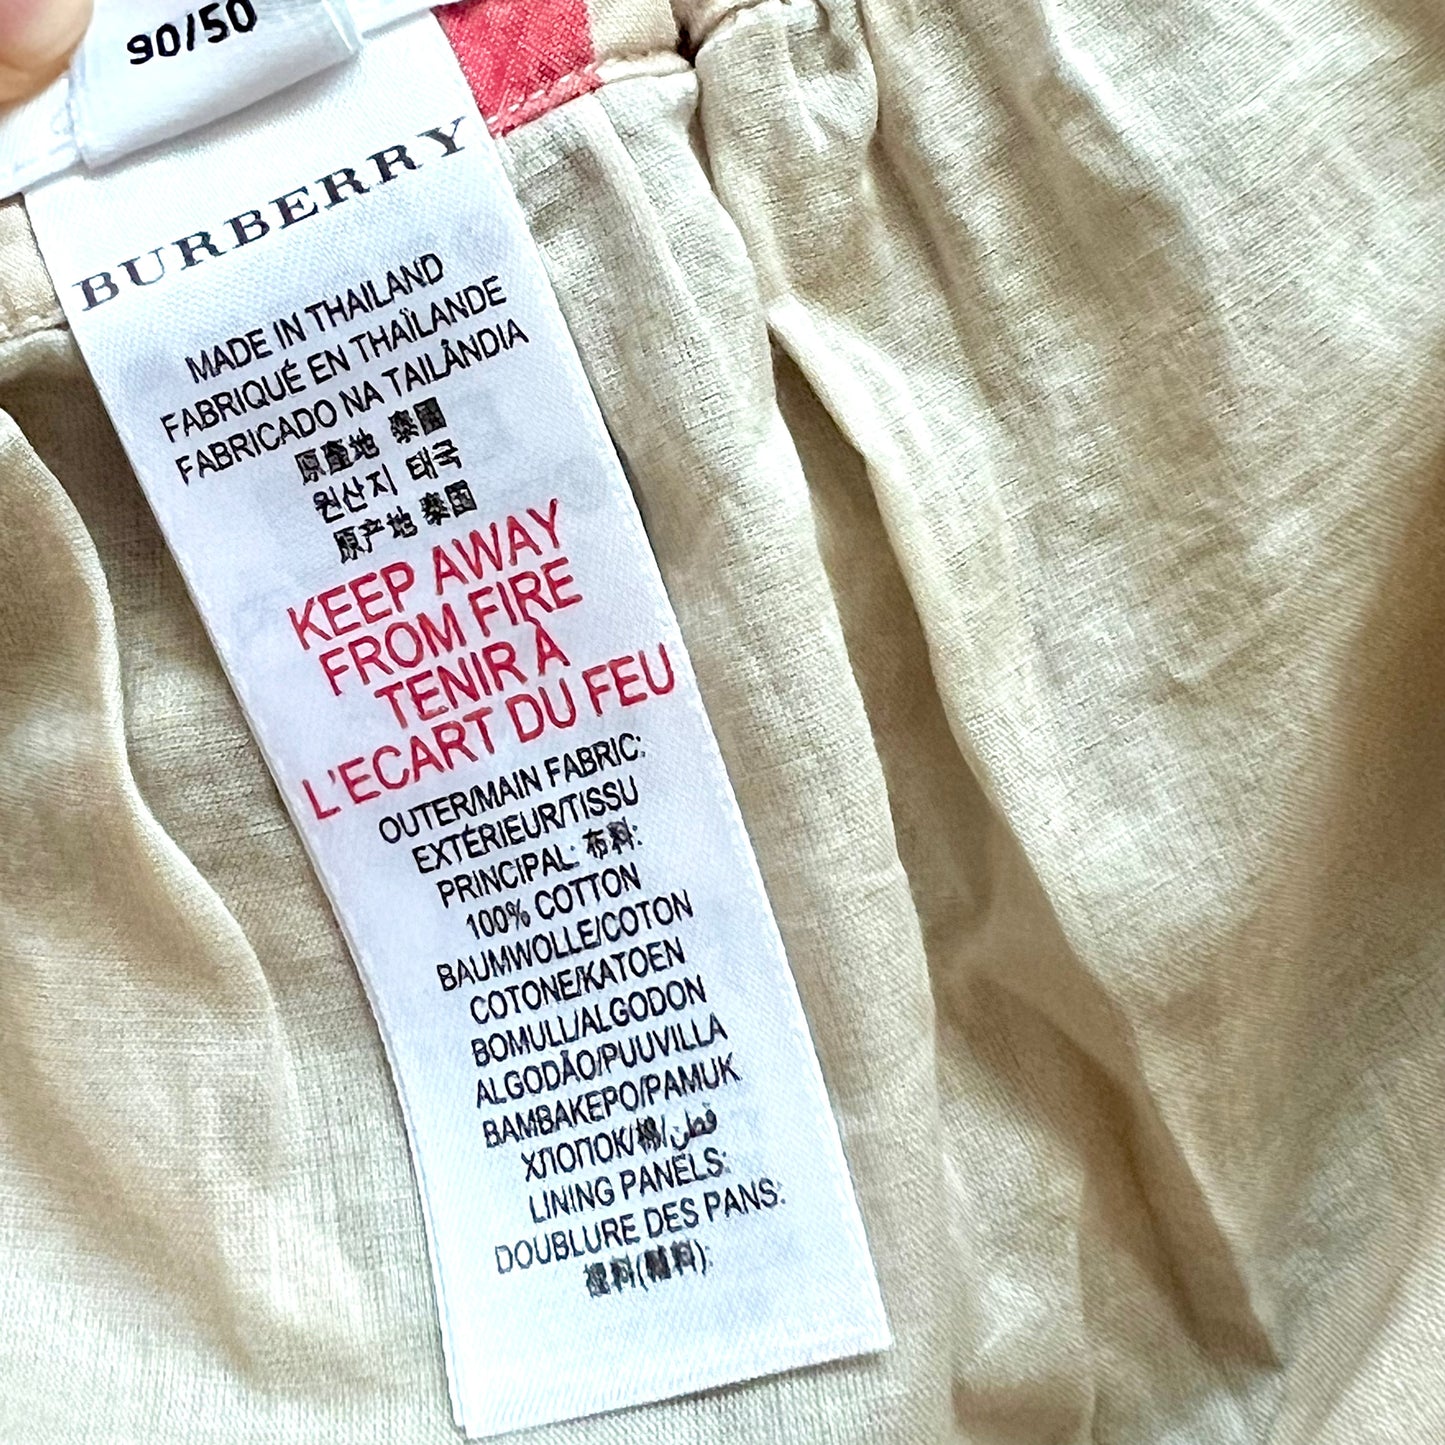 90/50
BURBERRY
MADE IN THAILAND
FABRIQUÉ EN THAÏLANDE
FABRICADO NA TAILÂNDIA
原產地 泰國
원산지 태국
原产地 泰国
KEEP AWAY
FROM FIRE
TENIR À
L'ECART DU FEU
OUTER/MAIN FABRIC:
EXTÉRIEUR/TISSU
PRINCIPAL: 布料:
100% COTTON
BAUMWOLLE/COTON
COTONE/KATOEN
BOMULL/ALGODON
ALGODÃO/PUUVILLA
BAMBAKEPO/PAMUK
ХЛОПОК/棉/قطن
LINING PANELS:
DOUBLURE DES PANS: